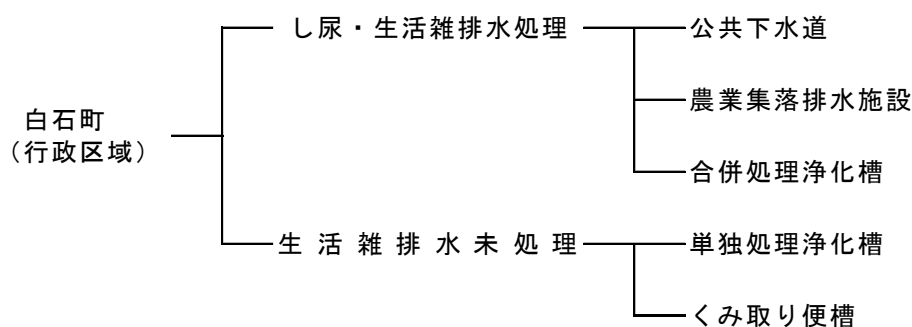 白石町
（行政区域）
し尿・生活雑排水処理
公共下水道
農業集落排水施設
合併処理浄化槽
生活雑排水未処理
単独処理浄化槽
くみ取り便槽